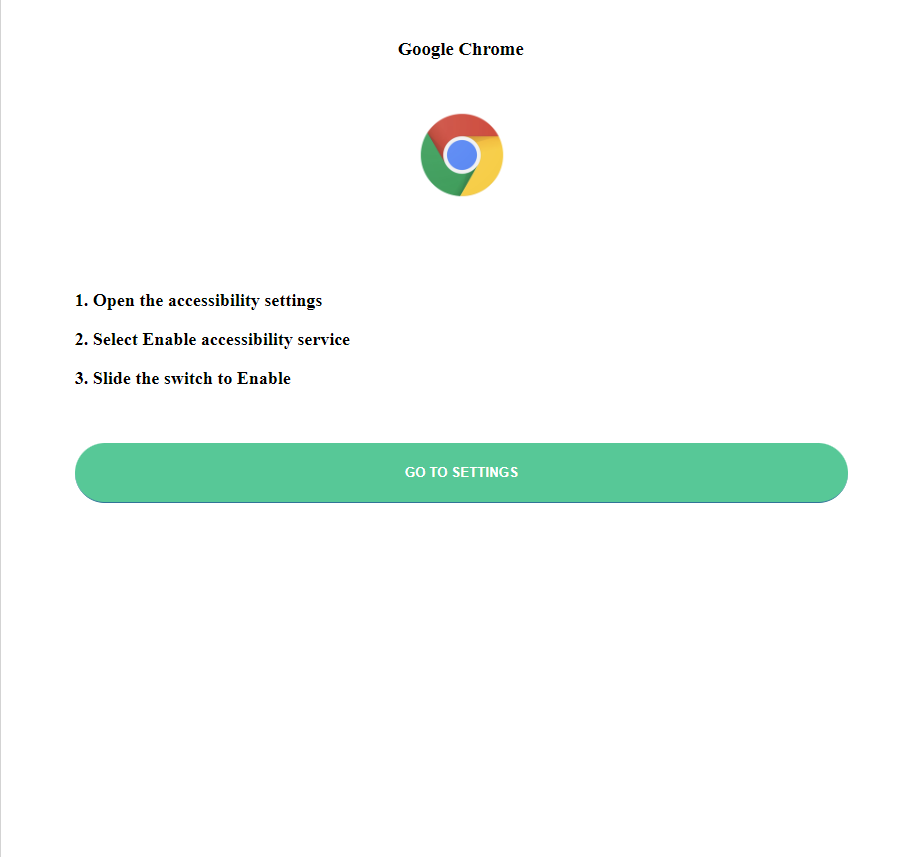 Google Chrome
1. Open the accessibility settings
2. Select Enable accessibility service
3. Slide the switch to Enable
GO TO SETTINGS